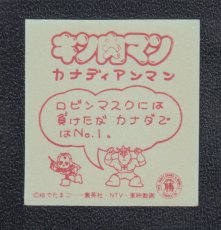 キン肉マン
カナディアンマン
ロビンマスクには
負けたが カナダで
はNo.1。
©ゆでたまご 集英社・NTV・東映動画